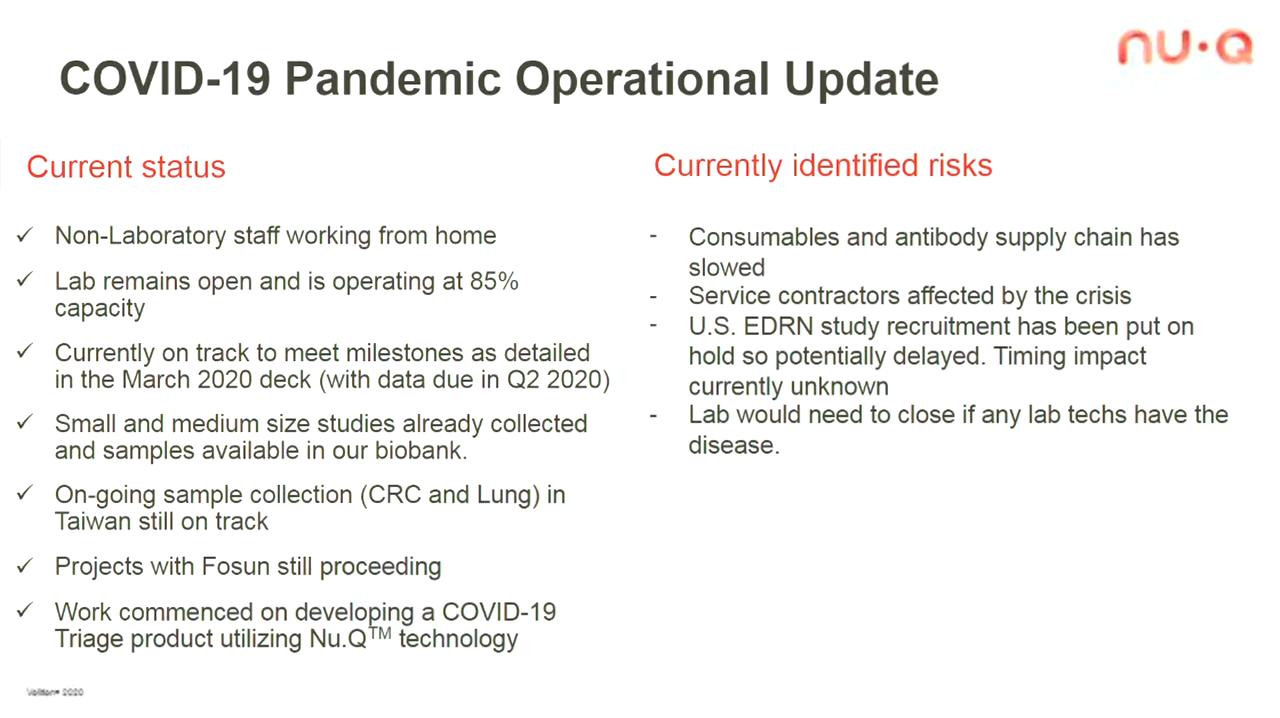 nu.Q
COVID-19 Pandemic Operational Update
Current status
✓ Non-Laboratory staff working from home
✓ Lab remains open and is operating at 85%
capacity
✓ Currently on track to meet milestones as detailed
in the March 2020 deck (with data due in Q2 2020)
✓ Small and medium size studies already collected
and samples available in our biobank.
✓ On-going sample collection (CRC and Lung) in
Taiwan still on track
✓ Projects with Fosun still proceeding
✓ Work commenced on developing a COVID-19
Triage product utilizing Nu.Q™ technology
Currently identified risks
- Consumables and antibody supply chain has
slowed
- Service contractors affected by the crisis
- U.S. EDRN study recruitment has been put on
hold so potentially delayed. Timing impact
currently unknown
- Lab would need to close if any lab techs have the
disease.
2020